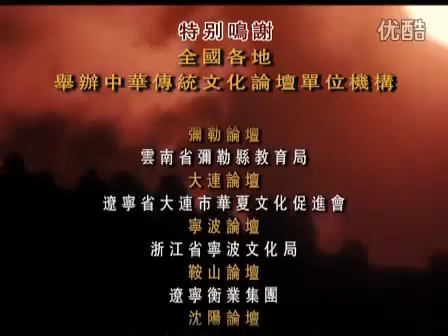 特别鳴謝
优酷
全國各地
舉辦中華傳統文化論壇單位機構
彌勒論壇
雲南省彌勒縣教育局
大連論壇
遼寧省大連市華夏文化促進會
寧波論壇
浙江省寧波文化局
鞍山論壇
遼寧衡業集團
沈陽論壇